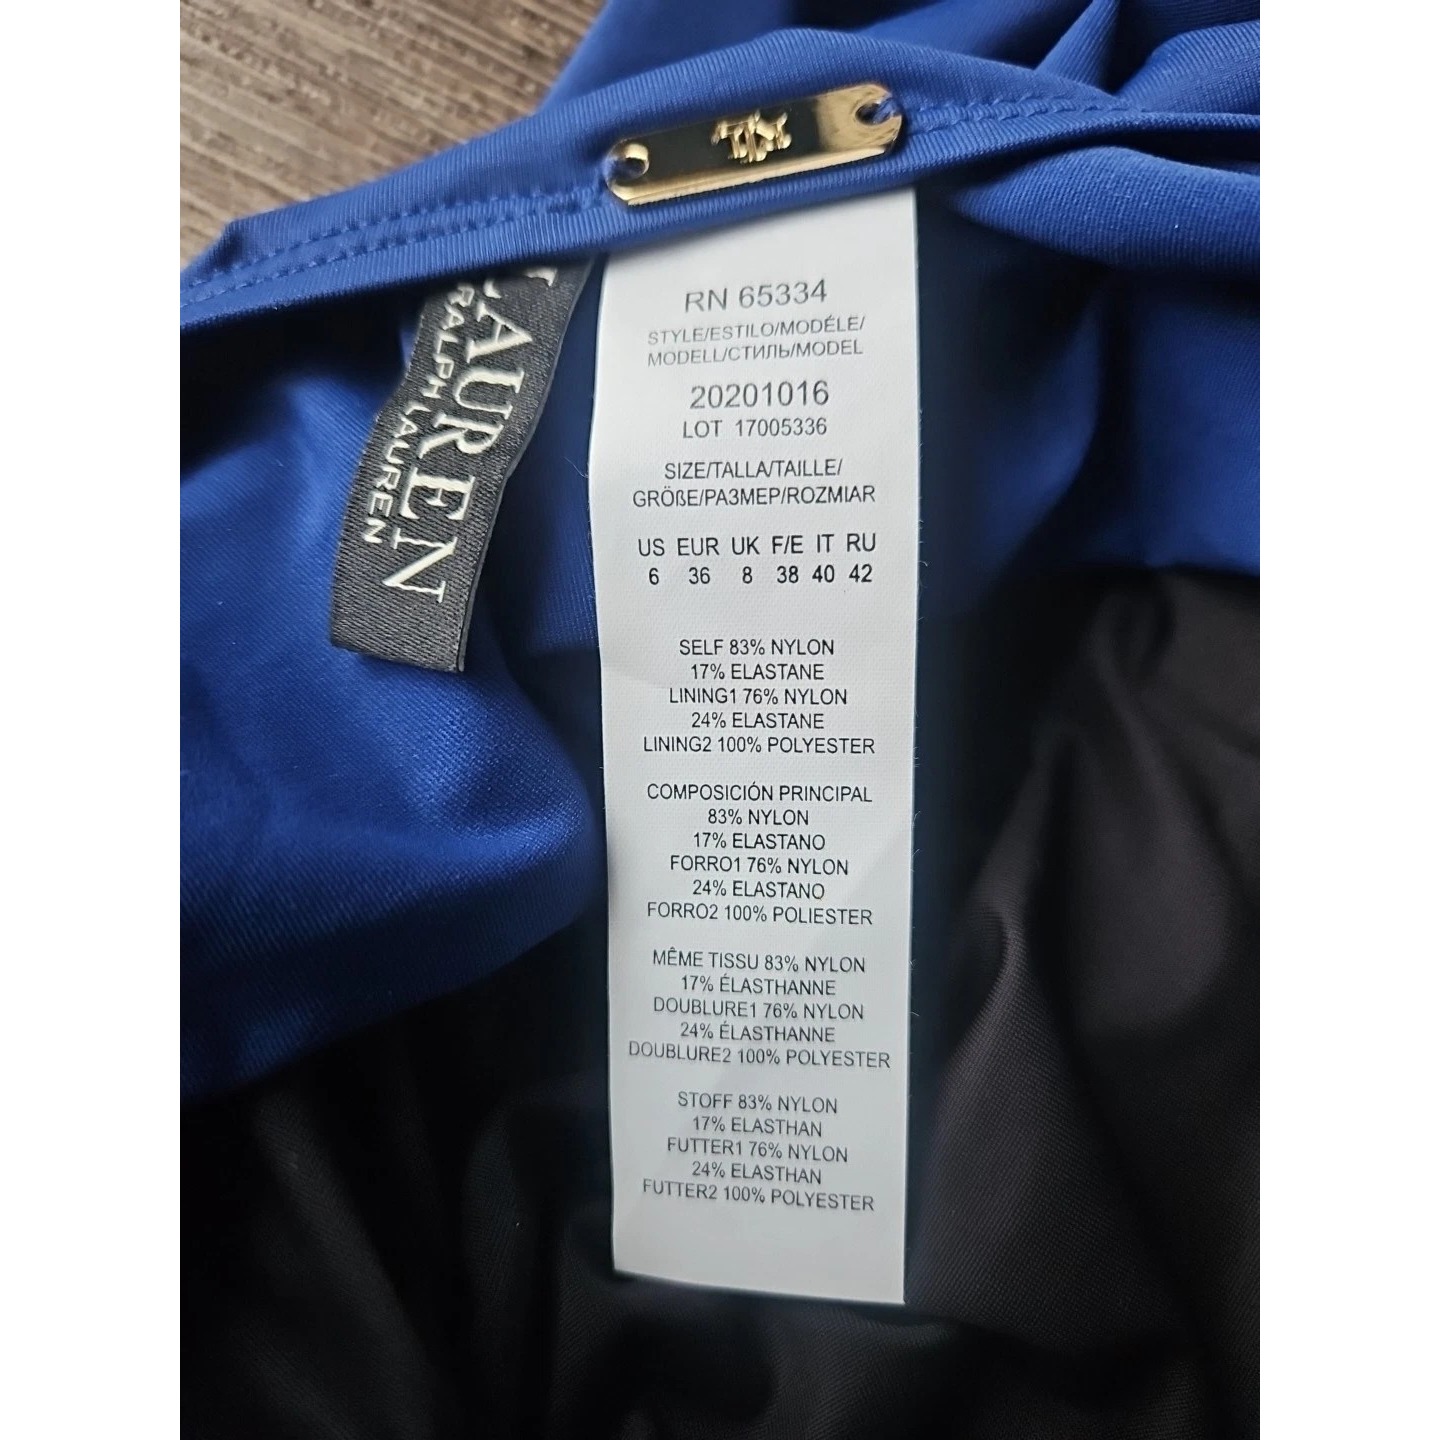 LAUREN
RALPH LAUREN
RN 65334
STYLE/ESTILO/MODÉLE/
MODELL/СТИЛЬ/MODEL
20201016
LOT 17005336
SIZE/TALLA/TAILLE/
GRÖßE/РАЗМЕР/ROZMIAR
US EUR UK F/E IT RU
6 36 8 38 40 42
SELF 83% NYLON
17% ELASTANE
LINING1 76% NYLON
24% ELASTANE
LINING2 100% POLYESTER
COMPOSICIÓN PRINCIPAL
83% NYLON
17% ELASTANO
FORRO1 76% NYLON
24% ELASTANO
FORRO2 100% POLIESTER
MÊME TISSU 83% NYLON
17% ÉLASTHANNE
DOUBLURE1 76% NYLON
24% ÉLASTHANNE
DOUBLURE2 100% POLYESTER
STOFF 83% NYLON
17% ELASTHAN
FUTTER1 76% NYLON
24% ELASTHAN
FUTTER2 100% POLYESTER